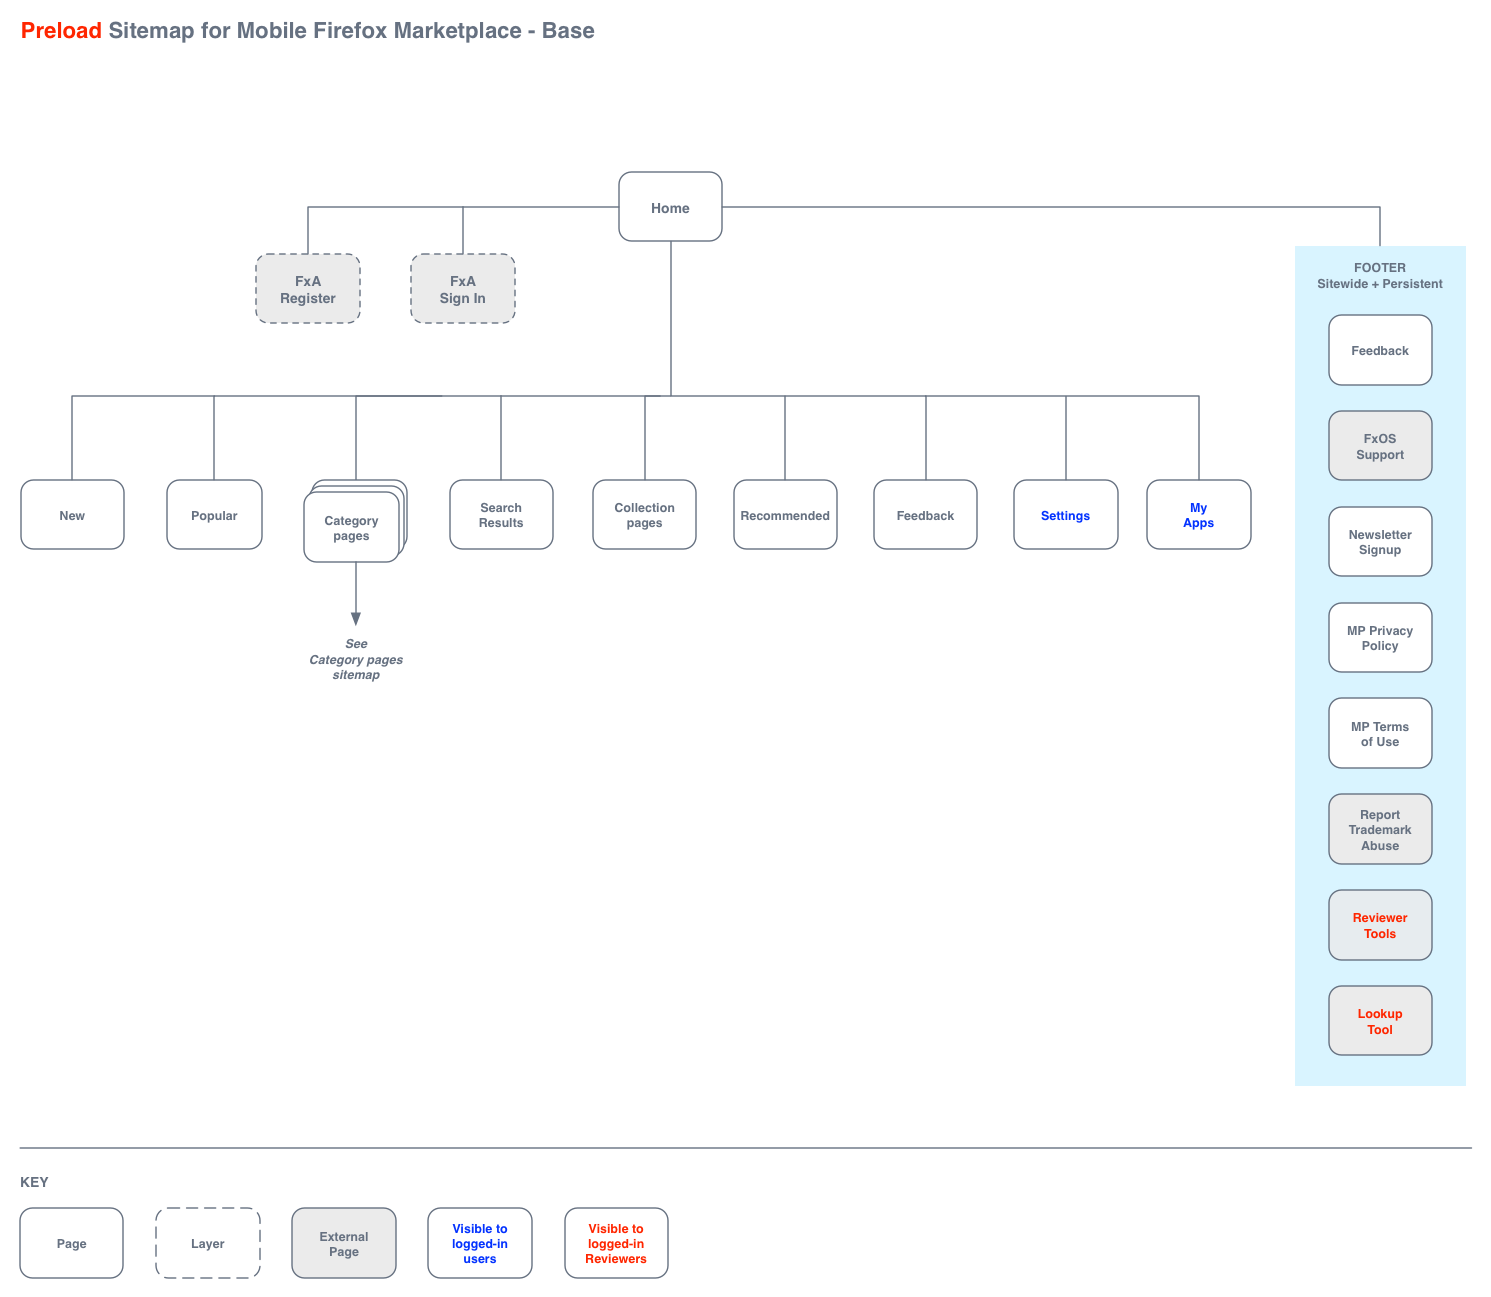 Preload Sitemap for Mobile Firefox Marketplace - Base
Home
FxA
Register
FxA
Sign In
FOOTER
Sitewide + Persistent
Feedback
FxOS
Support
Newsletter
Signup
MP Privacy
Policy
MP Terms
of Use
Report
Trademark
Abuse
Reviewer
Tools
Lookup
Tool
New
Popular
Category
pages
Search
Results
Collection
pages
Recommended
Feedback
Settings
My
Apps
See
Category pages
sitemap
KEY
Page
Layer
External
Page
Visible to
logged-in
users
Visible to
logged-in
Reviewers